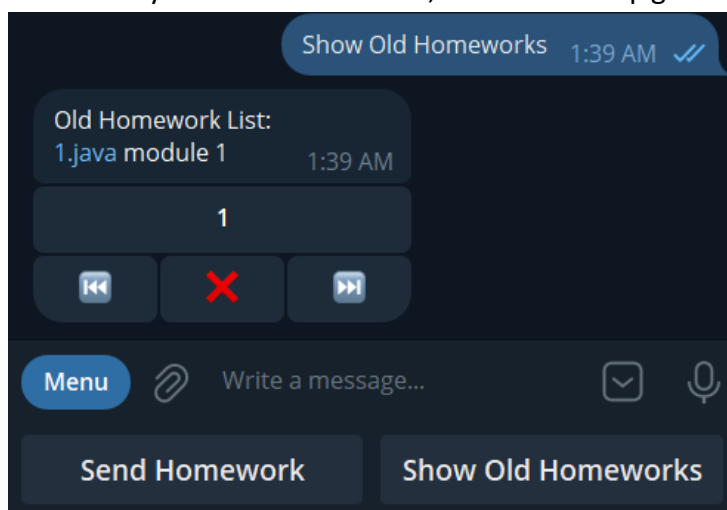 Show Old Homeworks 1:39 AM
Old Homework List:
1.java module 1 1:39 AM
1
Menu Write a message...
Send Homework Show Old Homeworks